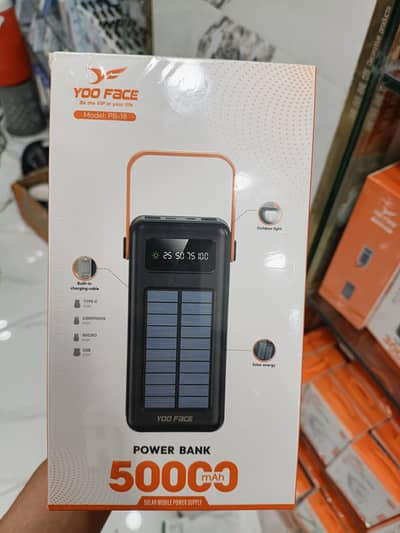 YOO FACE
Be the VIP in your life
Model: PB-18
Outdoor light
25 50 75 100
Built-in
charging cable
TYPE-C
LIGHTNING
MICRO
USB
Solar energy
YOO FACE
POWER BANK
50000 mAh
SOLAR MOBILE POWER SUPPLY